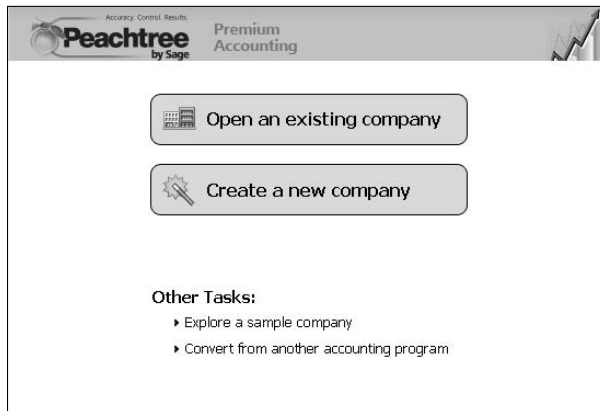 Accuracy. Control. Results.
Peachtree
by Sage
Premium
Accounting
Open an existing company
Create a new company
Other Tasks:
Explore a sample company
Convert from another accounting program